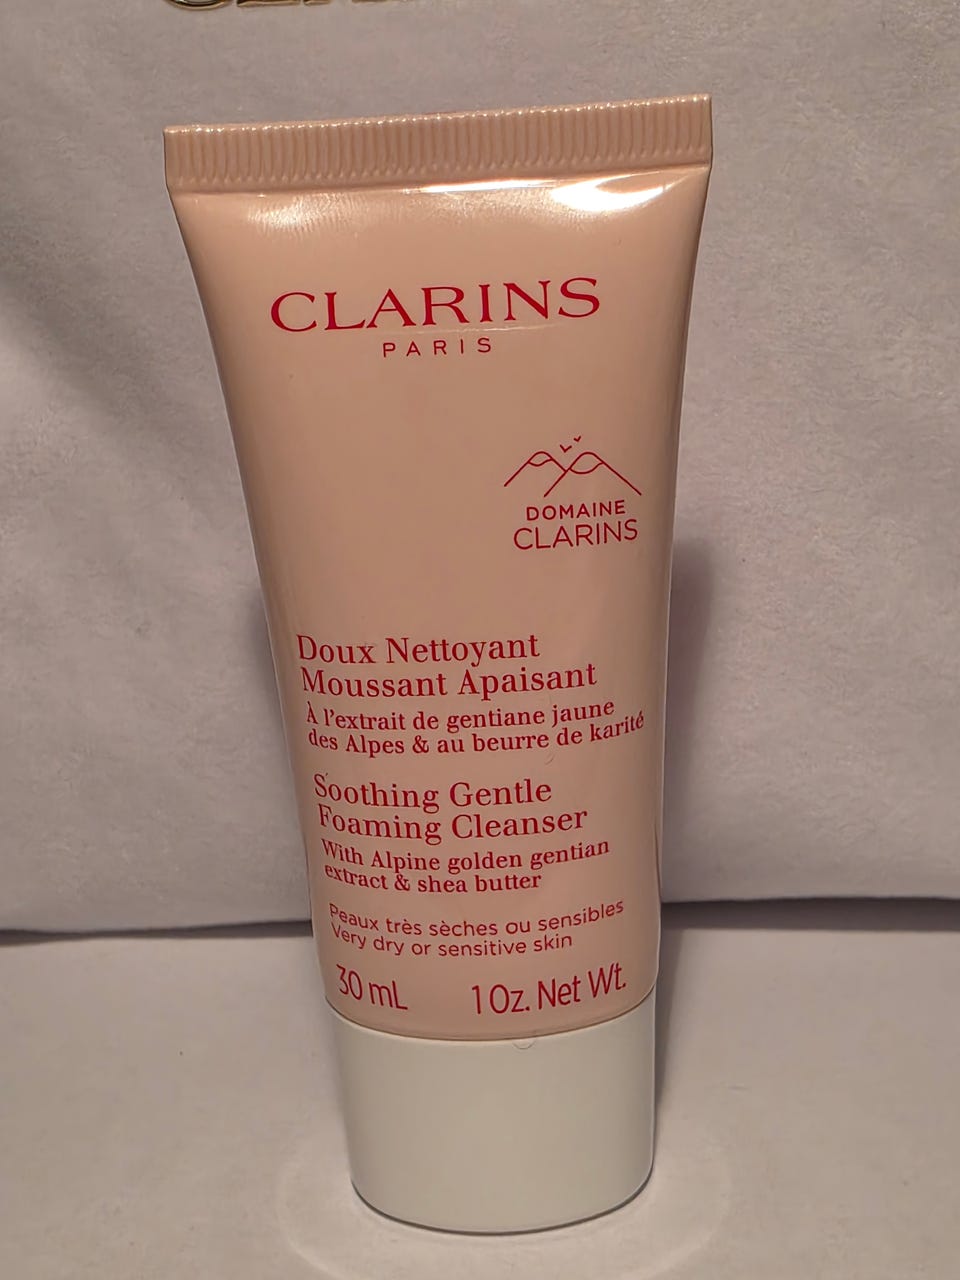 CLARINS
PARIS
DOMAINE
CLARINS
Doux Nettoyant
Moussant Apaisant
À l'extrait de gentiane jaune
des Alpes & au beurre de karité
Soothing Gentle
Foaming Cleanser
With Alpine golden gentian
extract & shea butter
Peaux très sèches ou sensibles
Very dry or sensitive skin
30 mL 1 Oz. Net Wt.